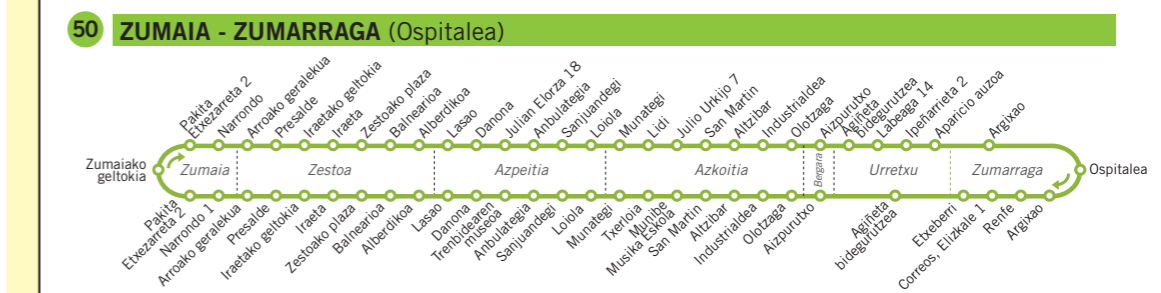 50 ZUMAIA - ZUMARRAGA (Ospitalea)
Pakita
Etxezarreta 2
Narrondo
Arroako geralekua
Presalde
Iraetako geltokia
Iraeta
Zestoako plaza
Balnearioa
Alberdikoa
Lasao
Danona
Julian Elorza 18
Anbulategia
Sanjuandegi
Loiola
Munategi
Lidi
Julio Urkijo 7
San Martin
Altzibar
Industrialdea
Olotzaga
Aizpurutxo
Agiñeta
bidegurutzea
Labeaga 14
Ipeñarrieta 2
Aparicio auzoa
Argixao
Zumaiako
geltokia
Zumaia
Zestoa
Azpeitia
Azkoitia
Bergara
Urretxu
Zumarraga
Ospitalea
Pakita
Etxezarreta 2
Narrondo 1
Arroako geralekua
Presalde
Iraetako geltokia
Iraeta
Zestoako plaza
Balnearioa
Alberdikoa
Lasao
Danona
Trenbidearen
museoa
Anbulategia
Sanjuandegi
Loiola
Munategi
Txerloia
Munibe
Musika Eskola
San Martin
Altzibar
Industrialdea
Olotzaga
Aizpurutxo
Agiñeta
bidegurutzea
Etxeberri
Correos, Elizkale 1
Renfe
Argixao